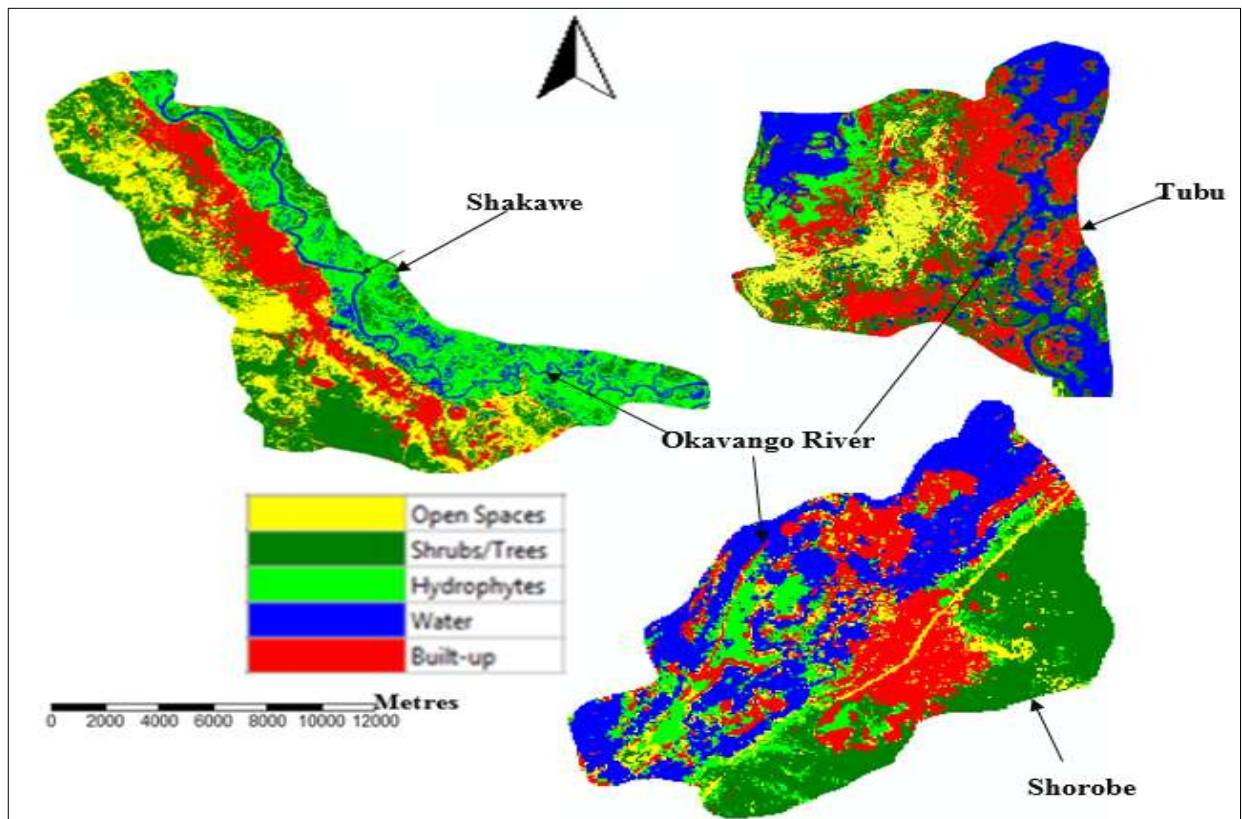 Shakawe
Tubu
Okavango River
Open Spaces
Shrubs/Trees
Hydrophytes
Water
Built-up
Metres
0 2000 4000 6000 8000 10000 12000
Shorobe